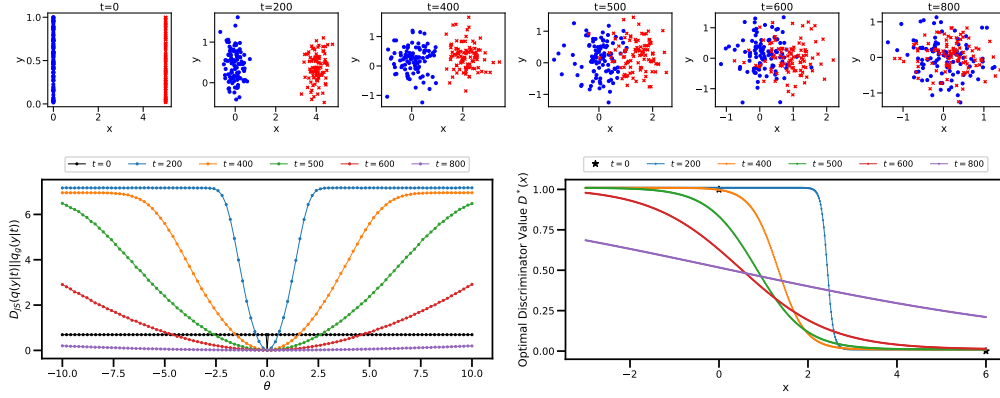 t=0
t=200
t=400
t=500
t=600
t=800
y
1.0
0.5
0.0
0
5
x
y
1
0
0
2
4
x
y
1
0
−1
0
2
x
y
1
0
−1
0
2
x
y
1
0
−1
−1
0
1
2
x
y
1
0
−1
−1
0
1
x
t = 0
t = 200
t = 400
t = 500
t = 600
t = 800
D_JS(q(y|t)||q_g(y|t))
6
4
2
0
−10.0
−7.5
−5.0
−2.5
0.0
2.5
5.0
7.5
10.0
θ
t = 0
t = 200
t = 400
t = 500
t = 600
t = 800
Optimal Discriminator Value D*(x)
1.00
0.75
0.50
0.25
0.00
−2
0
2
4
6
x